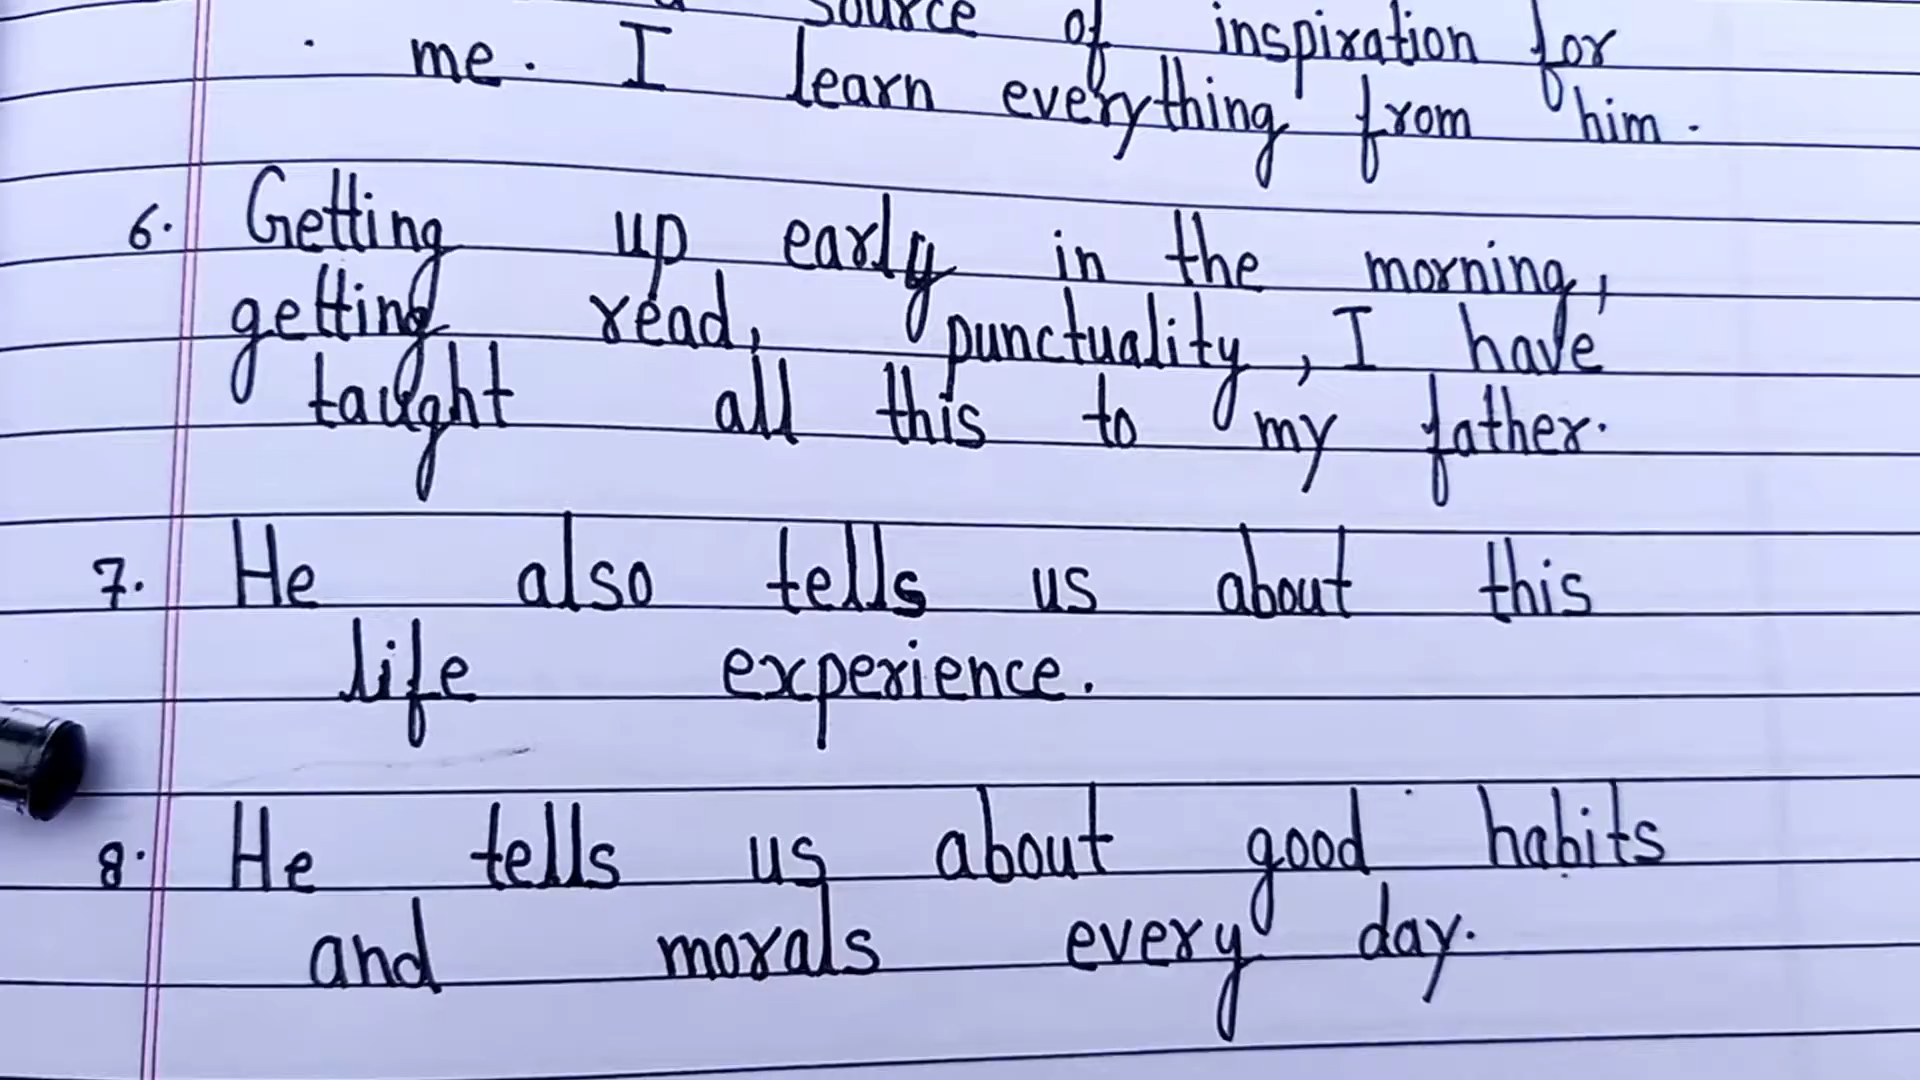 source of inspiration for
me. I learn everything from him.
6. Getting up early in the morning,
getting read, punctuality, I have
taught all this to my father.
7. He also tells us about this
life experience.
8. He tells us about good habits
and morals every day.